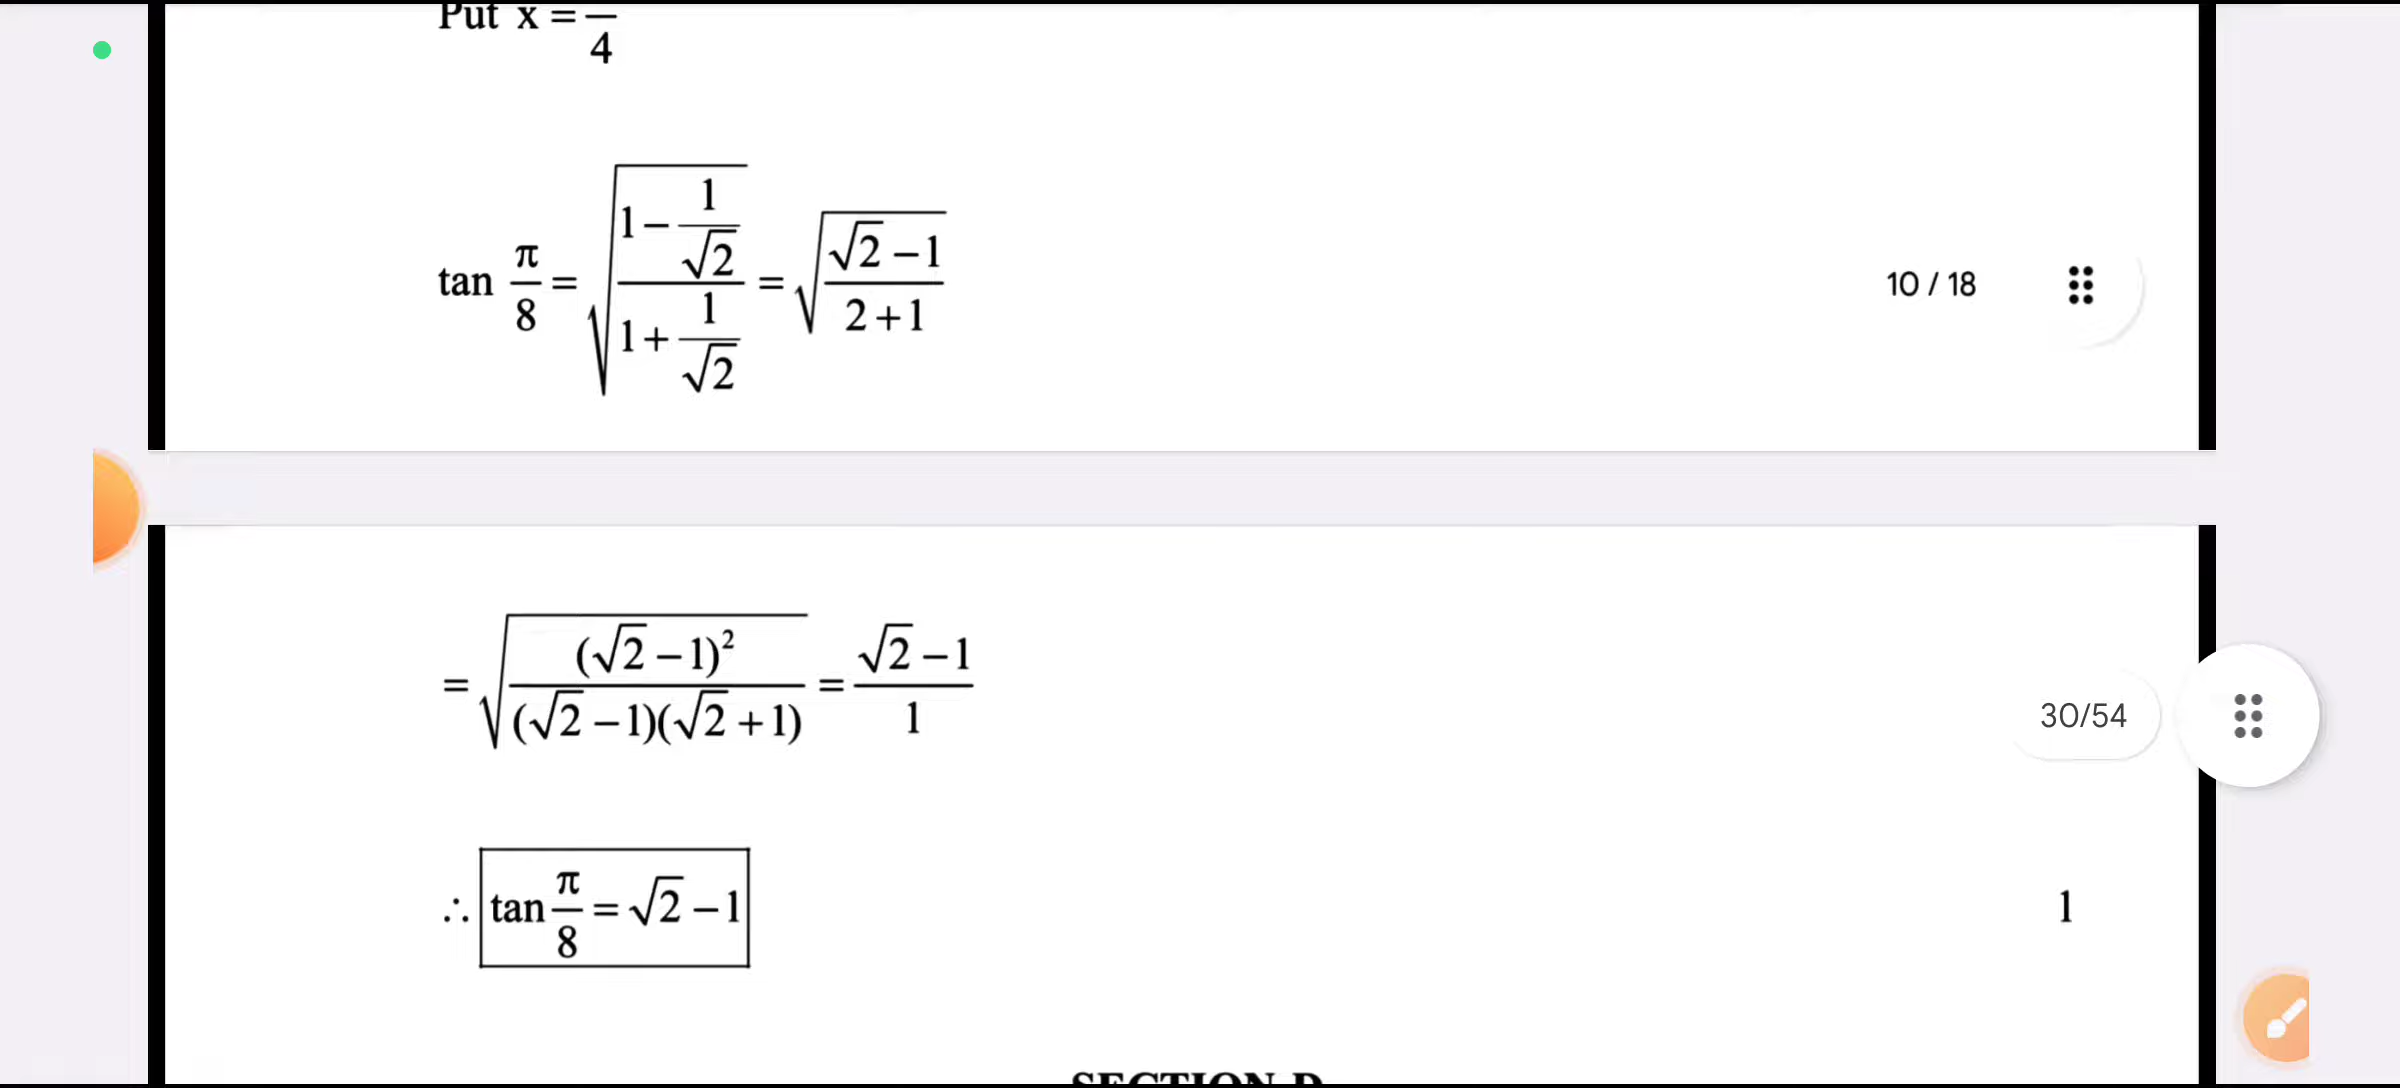 Put x = — 4
tan π/8 = √((1 − 1/√2)/(1 + 1/√2)) = √((√2 − 1)/(2 + 1))
10 / 18
= √((√2 − 1)²/((√2 − 1)(√2 + 1))) = (√2 − 1)/1
30/54
∴ tan π/8 = √2 − 1
1
SECTION D